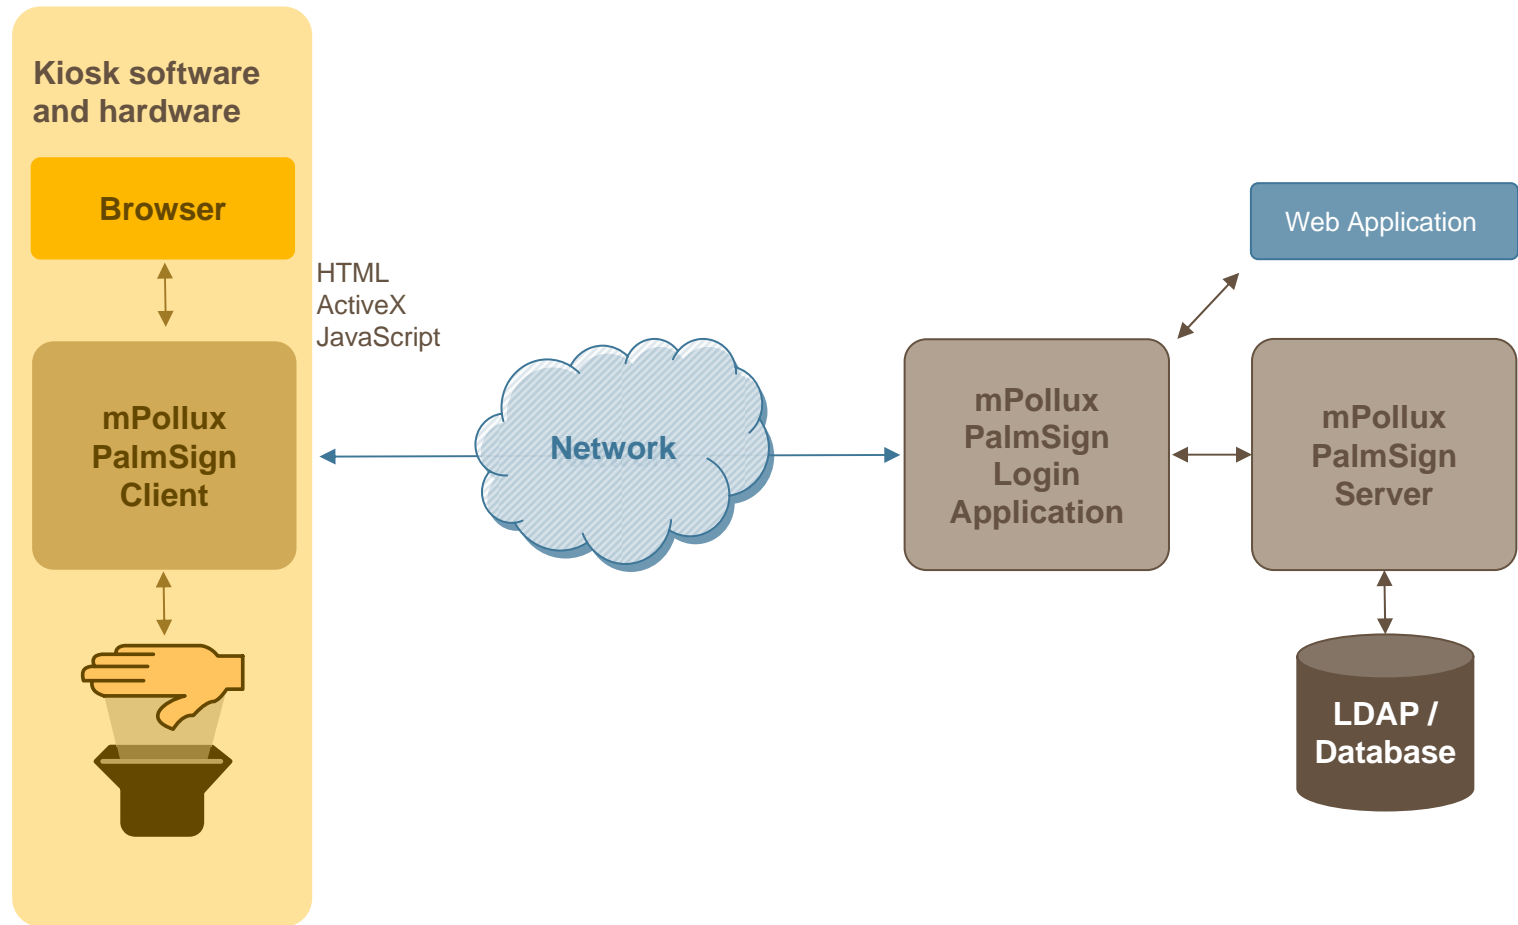 Kiosk software
and hardware
Browser
HTML
ActiveX
JavaScript
mPollux
PalmSign
Client
Network
Web Application
mPollux
PalmSign
Login
Application
mPollux
PalmSign
Server
LDAP /
Database